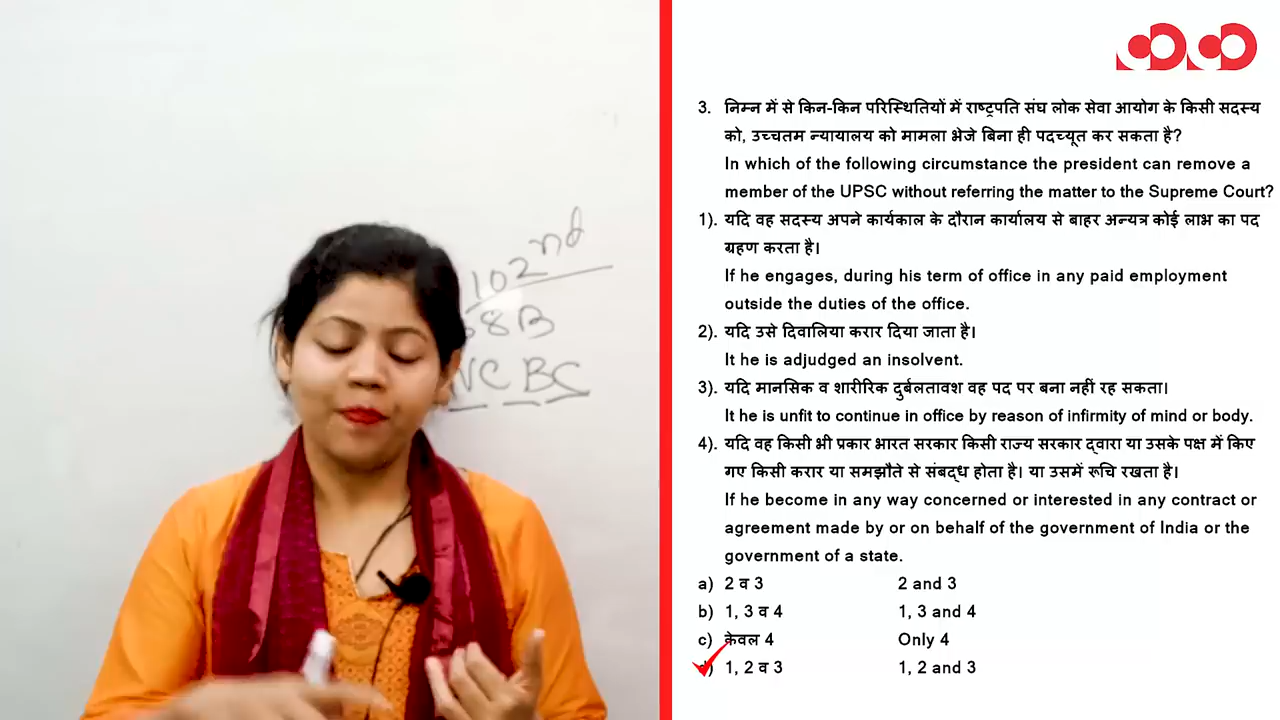 102nd
8B
C BC
3. निम्न में से किन-किन परिस्थितियों में राष्ट्रपति संघ लोक सेवा आयोग के किसी सदस्य
को, उच्चतम न्यायालय को मामला भेजे बिना ही पदच्यूत कर सकता है?
In which of the following circumstance the president can remove a
member of the UPSC without referring the matter to the Supreme Court?
1). यदि वह सदस्य अपने कार्यकाल के दौरान कार्यालय से बाहर अन्यत्र कोई लाभ का पद
ग्रहण करता है।
If he engages, during his term of office in any paid employment
outside the duties of the office.
2). यदि उसे दिवालिया करार दिया जाता है।
It he is adjudged an insolvent.
3). यदि मानसिक व शारीरिक दुर्बलतावश वह पद पर बना नहीं रह सकता।
It he is unfit to continue in office by reason of infirmity of mind or body.
4). यदि वह किसी भी प्रकार भारत सरकार किसी राज्य सरकार द्वारा या उसके पक्ष में किए
गए किसी करार या समझौते से संबद्ध होता है। या उसमें रूचि रखता है।
If he become in any way concerned or interested in any contract or
agreement made by or on behalf of the government of India or the
government of a state.
a) 2 व 3 2 and 3
b) 1, 3 व 4 1, 3 and 4
c) केवल 4 Only 4
d) 1, 2 व 3 1, 2 and 3